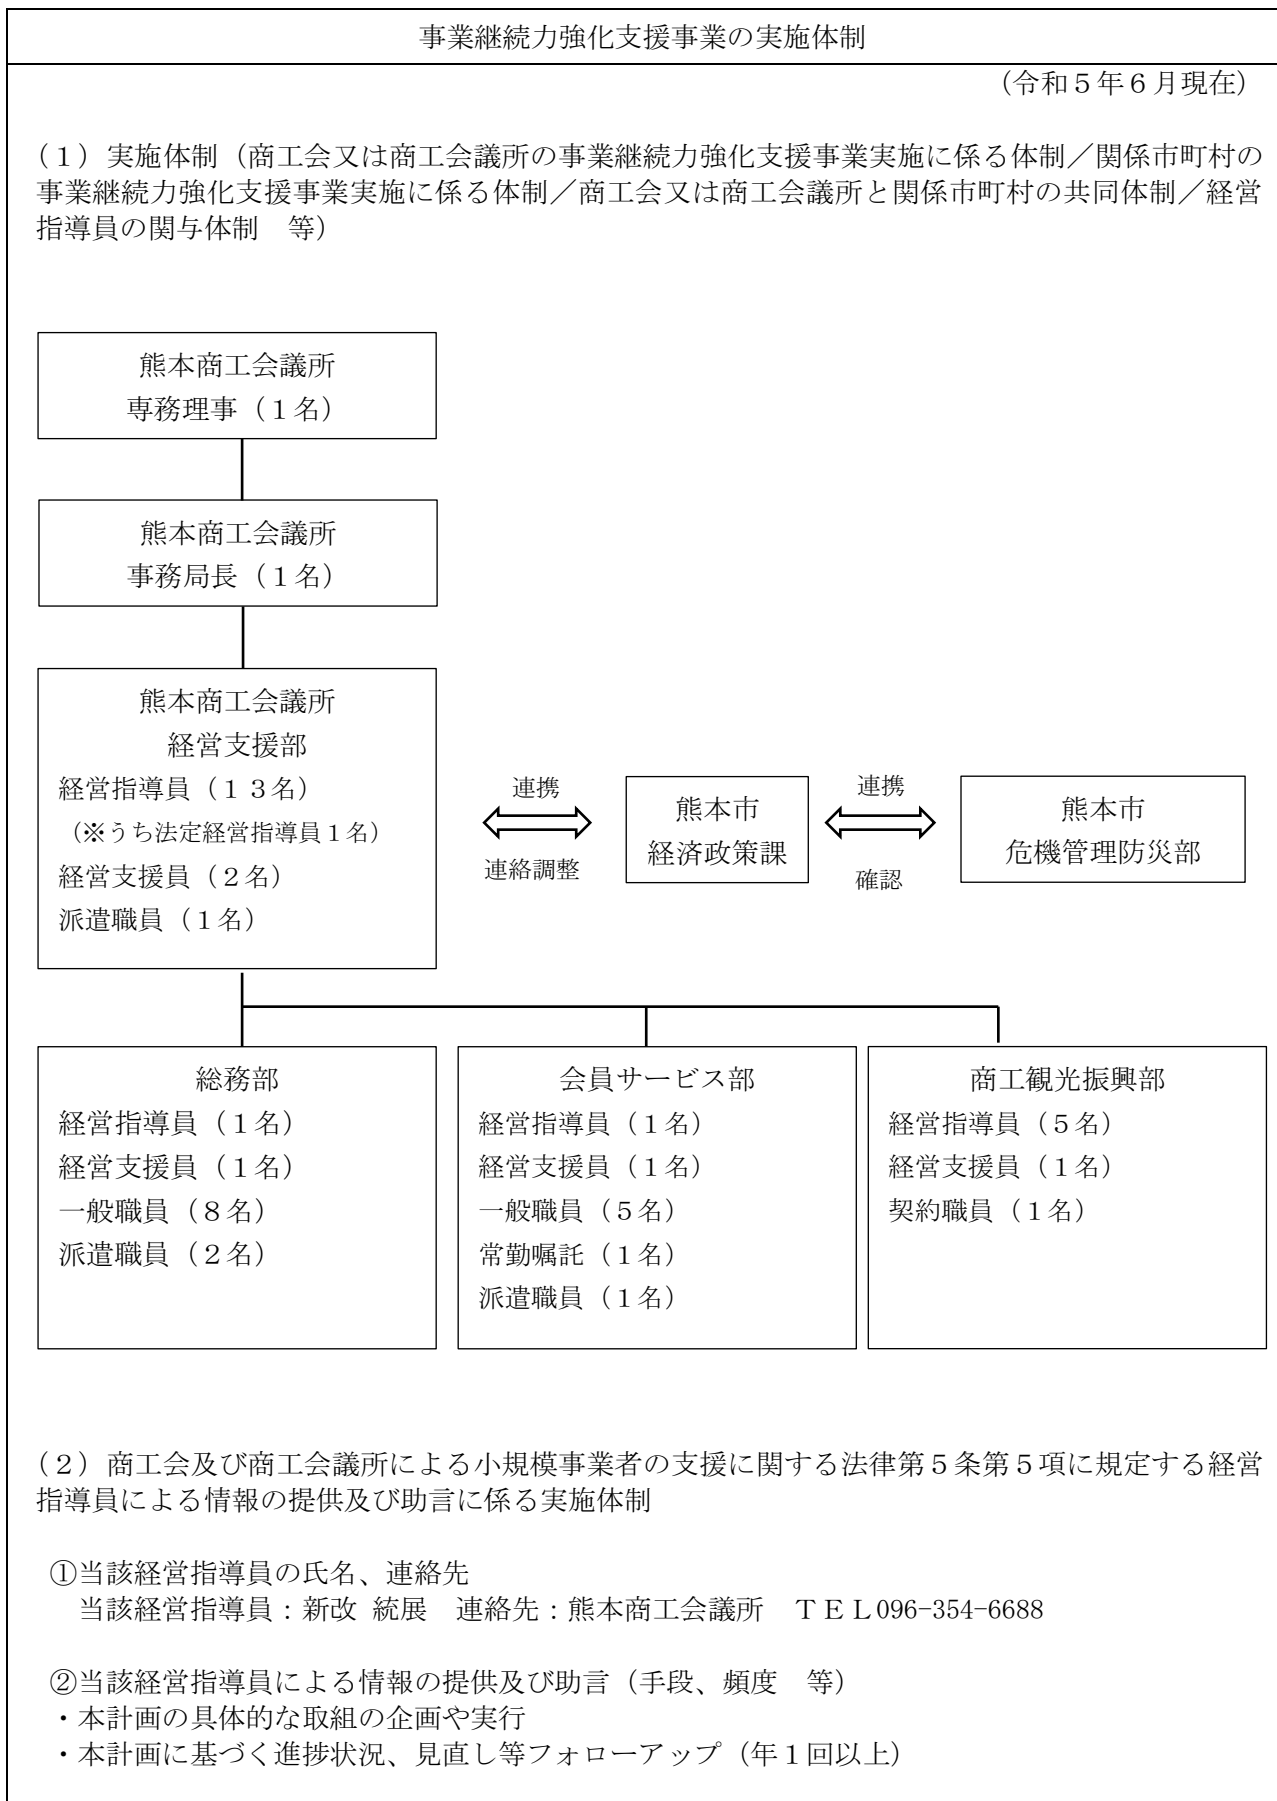 事業継続力強化支援事業の実施体制
（令和５年６月現在）
（１）実施体制（商工会又は商工会議所の事業継続力強化支援事業実施に係る体制／関係市町村の
事業継続力強化支援事業実施に係る体制／商工会又は商工会議所と関係市町村の共同体制／経営
指導員の関与体制　等）
熊本商工会議所
専務理事（１名）
熊本商工会議所
事務局長（１名）
熊本商工会議所
経営支援部
経営指導員（１３名）
（※うち法定経営指導員１名）
経営支援員（２名）
派遣職員（１名）
連携
連絡調整
熊本市
経済政策課
連携
確認
熊本市
危機管理防災部
総務部
経営指導員（１名）
経営支援員（１名）
一般職員（８名）
派遣職員（２名）
会員サービス部
経営指導員（１名）
経営支援員（１名）
一般職員（５名）
常勤嘱託（１名）
派遣職員（１名）
商工観光振興部
経営指導員（５名）
経営支援員（１名）
契約職員（１名）
（２）商工会及び商工会議所による小規模事業者の支援に関する法律第５条第５項に規定する経営
指導員による情報の提供及び助言に係る実施体制
①当該経営指導員の氏名、連絡先
当該経営指導員：新改 統展　連絡先：熊本商工会議所　ＴＥＬ096-354-6688
②当該経営指導員による情報の提供及び助言（手段、頻度　等）
・本計画の具体的な取組の企画や実行
・本計画に基づく進捗状況、見直し等フォローアップ（年１回以上）